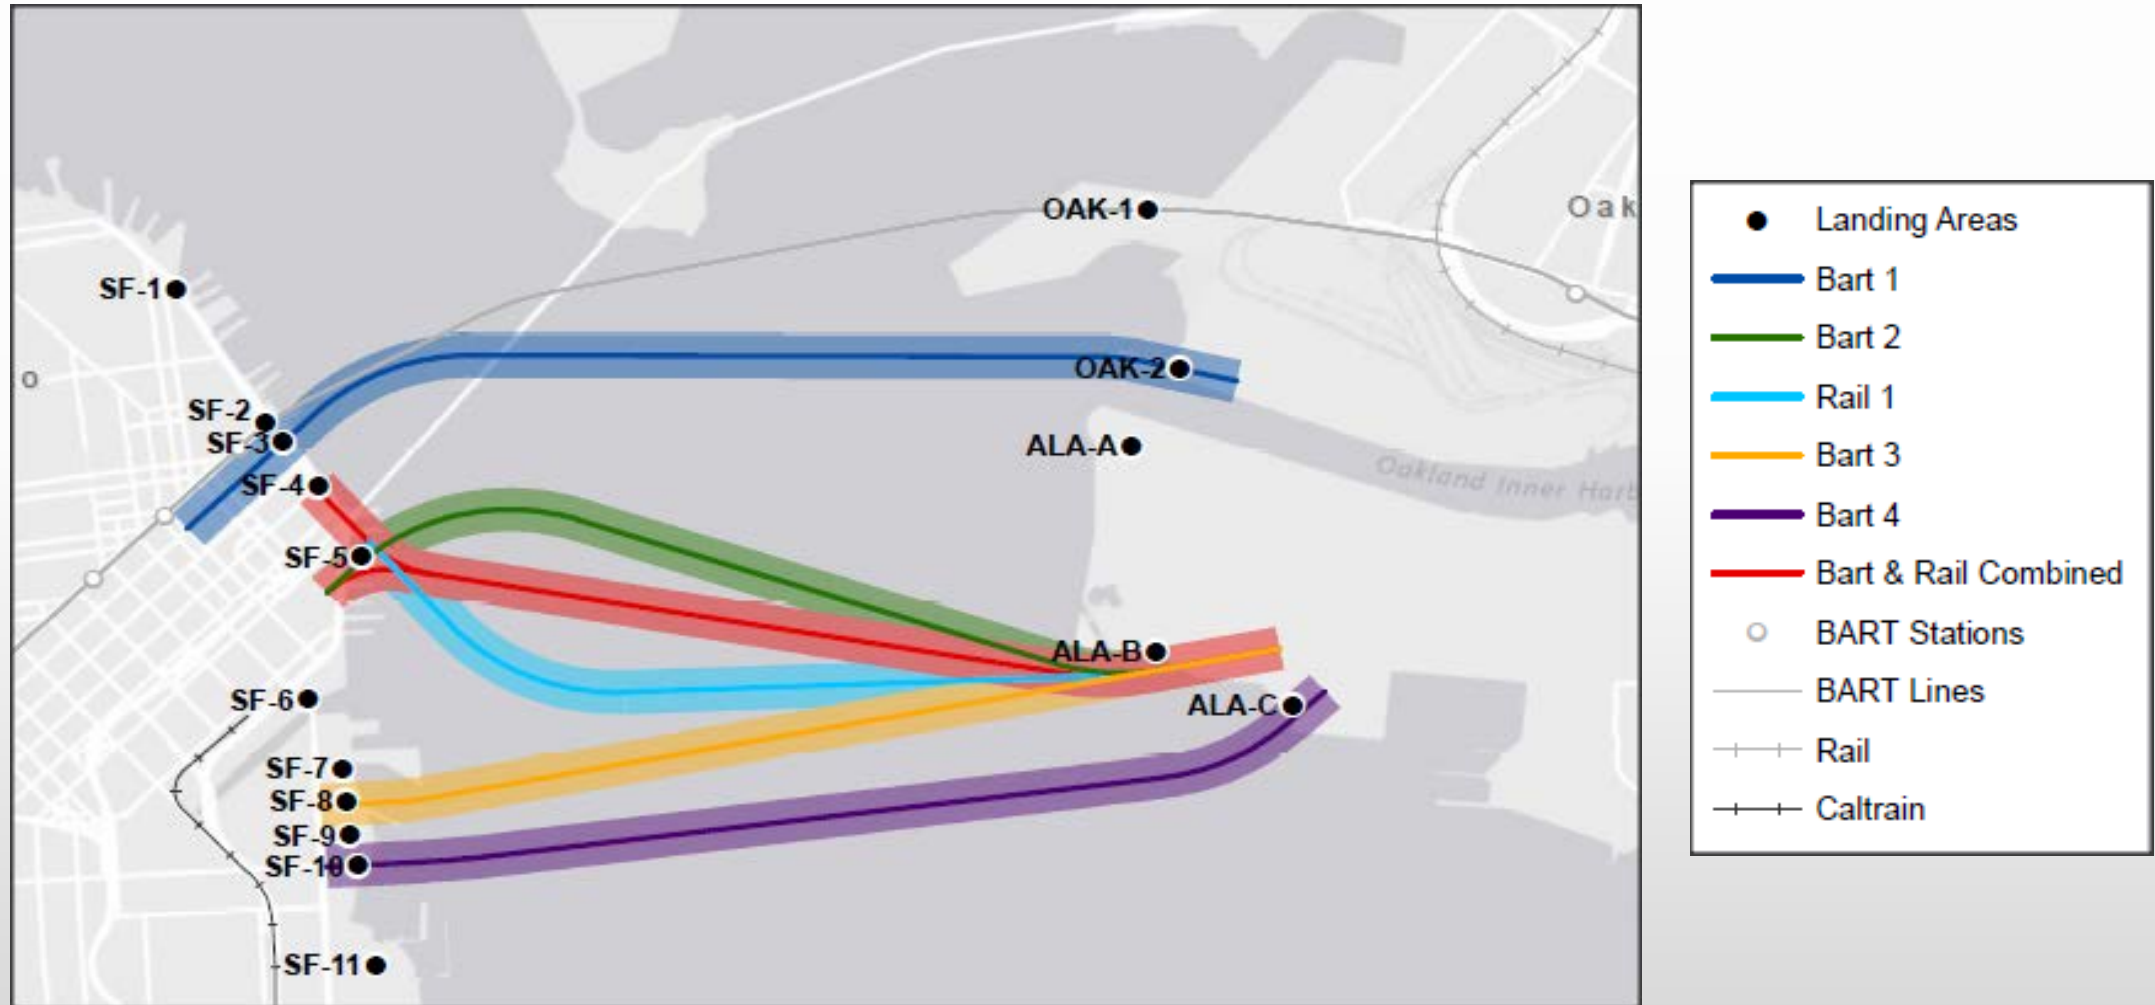 OAK-1
Oak
SF-1
OAK-2
o
SF-2
SF-3
ALA-A
Oakland Inner Harb
SF-4
SF-5
ALA-B
SF-6
ALA-C
SF-7
SF-8
SF-9
SF-10
SF-11
Landing Areas
Bart 1
Bart 2
Rail 1
Bart 3
Bart 4
Bart & Rail Combined
BART Stations
BART Lines
Rail
Caltrain